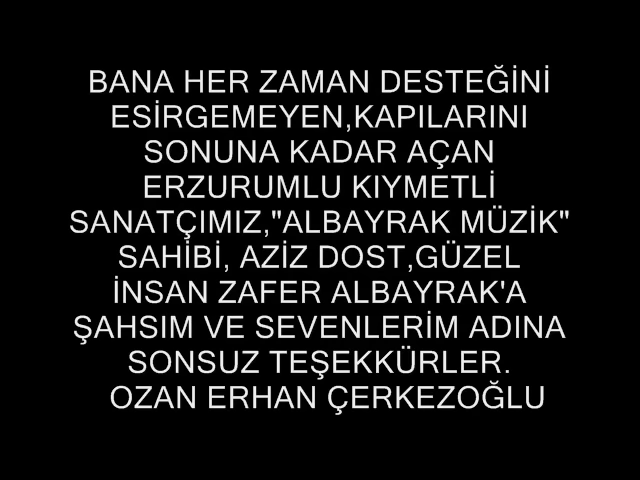 BANA HER ZAMAN DESTEĞİNİ
ESİRGEMEYEN,KAPILARINI
SONUNA KADAR AÇAN
ERZURUMLU KIYMETLİ
SANATÇIMIZ,"ALBAYRAK MÜZİK"
SAHİBİ, AZİZ DOST,GÜZEL
İNSAN ZAFER ALBAYRAK'A
ŞAHSIM VE SEVENLERİM ADINA
SONSUZ TEŞEKKÜRLER.
OZAN ERHAN ÇERKEZOĞLU